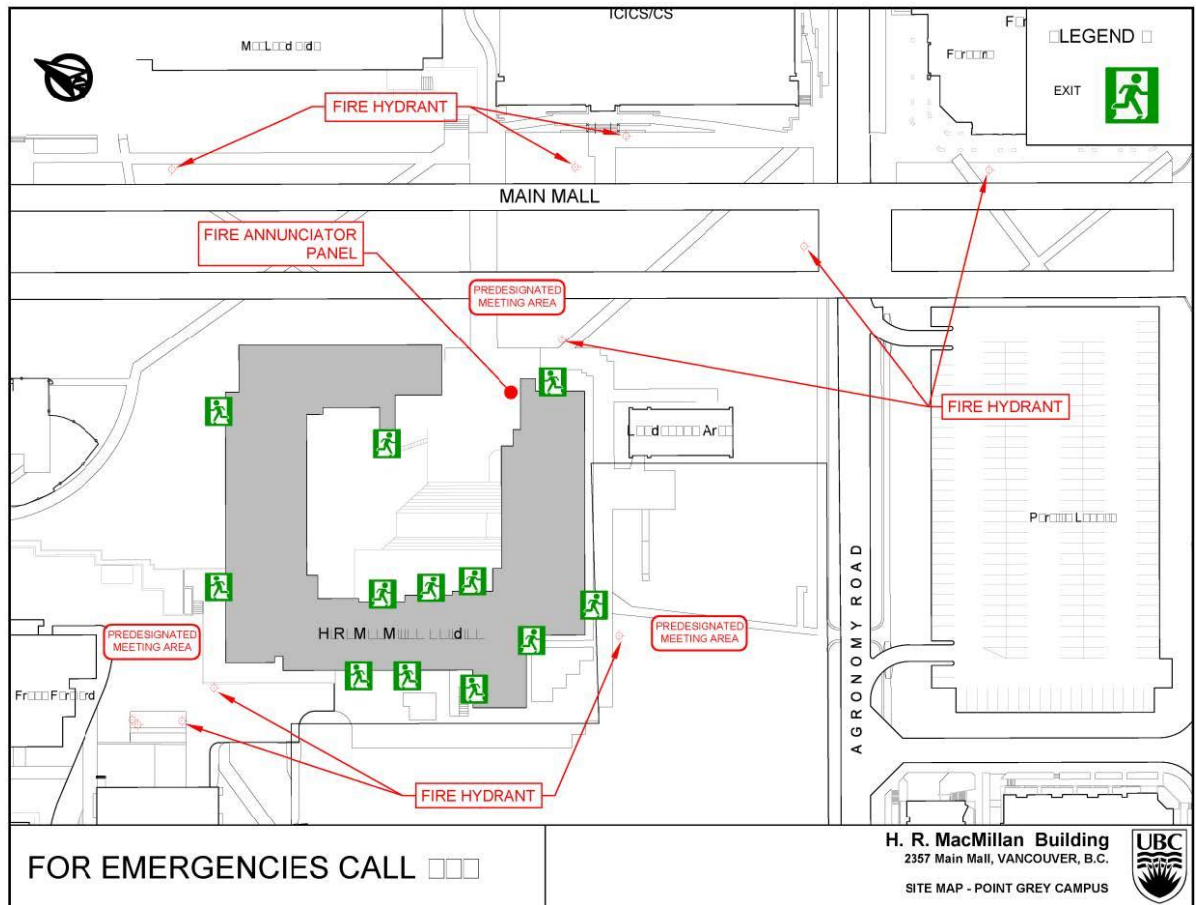 ICICS/CS
LEGEND
EXIT
FIRE HYDRANT
MAIN MALL
FIRE ANNUNCIATOR
PANEL
PREDESIGNATED
MEETING AREA
FIRE HYDRANT
AGRONOMY ROAD
PREDESIGNATED
MEETING AREA
PREDESIGNATED
MEETING AREA
FIRE HYDRANT
FOR EMERGENCIES CALL
H. R. MacMillan Building
2357 Main Mall, VANCOUVER, B.C.
SITE MAP - POINT GREY CAMPUS
UBC